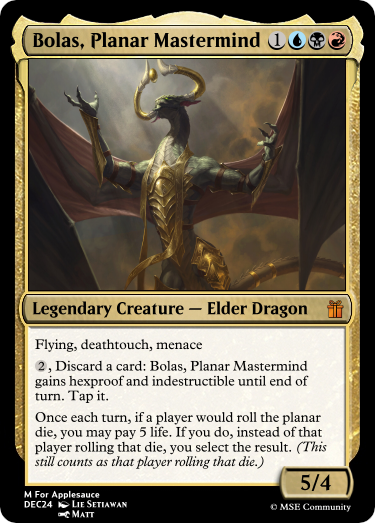 Bolas, Planar Mastermind 1
Legendary Creature — Elder Dragon
Flying, deathtouch, menace
2, Discard a card: Bolas, Planar Mastermind
gains hexproof and indestructible until end of
turn. Tap it.
Once each turn, if a player would roll the planar
die, you may pay 5 life. If you do, instead of that
player rolling that die, you select the result. (This
still counts as that player rolling that die.)
5/4
M For Applesauce
DEC24 Lie Setiawan
Matt
© MSE Community